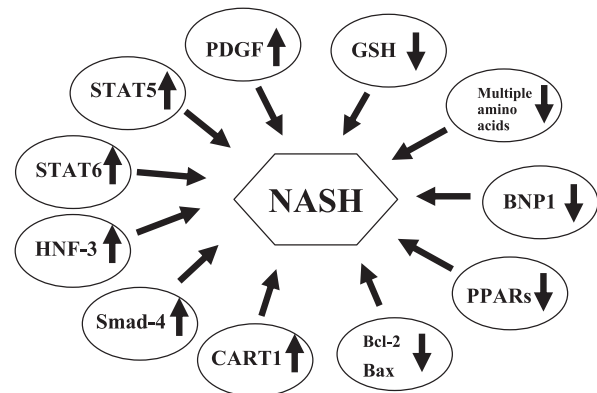 PDGF
GSH
STAT5
Multiple
amino
acids
STAT6
NASH
BNP1
HNF-3
PPARs
Smad-4
CART1
Bcl-2
Bax